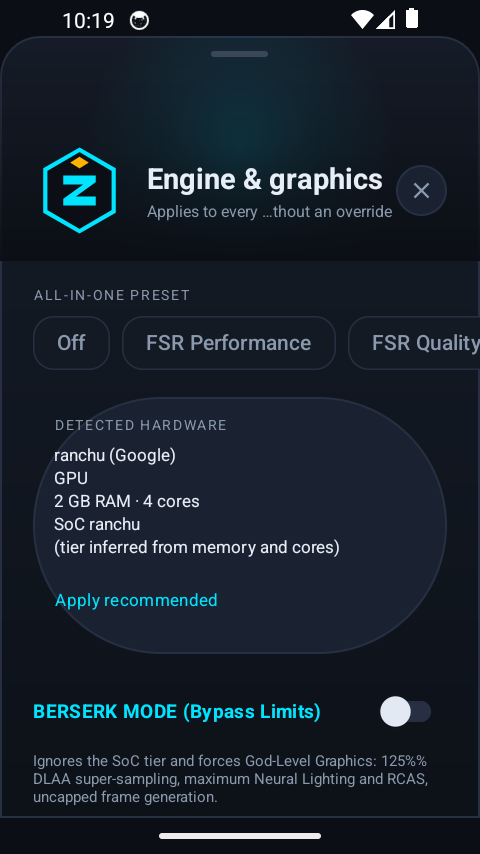 10:19
Engine & graphics
Applies to every …thout an override
ALL-IN-ONE PRESET
Off
FSR Performance
FSR Quality
DETECTED HARDWARE
ranchu (Google)
GPU
2 GB RAM · 4 cores
SoC ranchu
(tier inferred from memory and cores)
Apply recommended
BERSERK MODE (Bypass Limits)
Ignores the SoC tier and forces God-Level Graphics: 125%%
DLAA super-sampling, maximum Neural Lighting and RCAS,
uncapped frame generation.